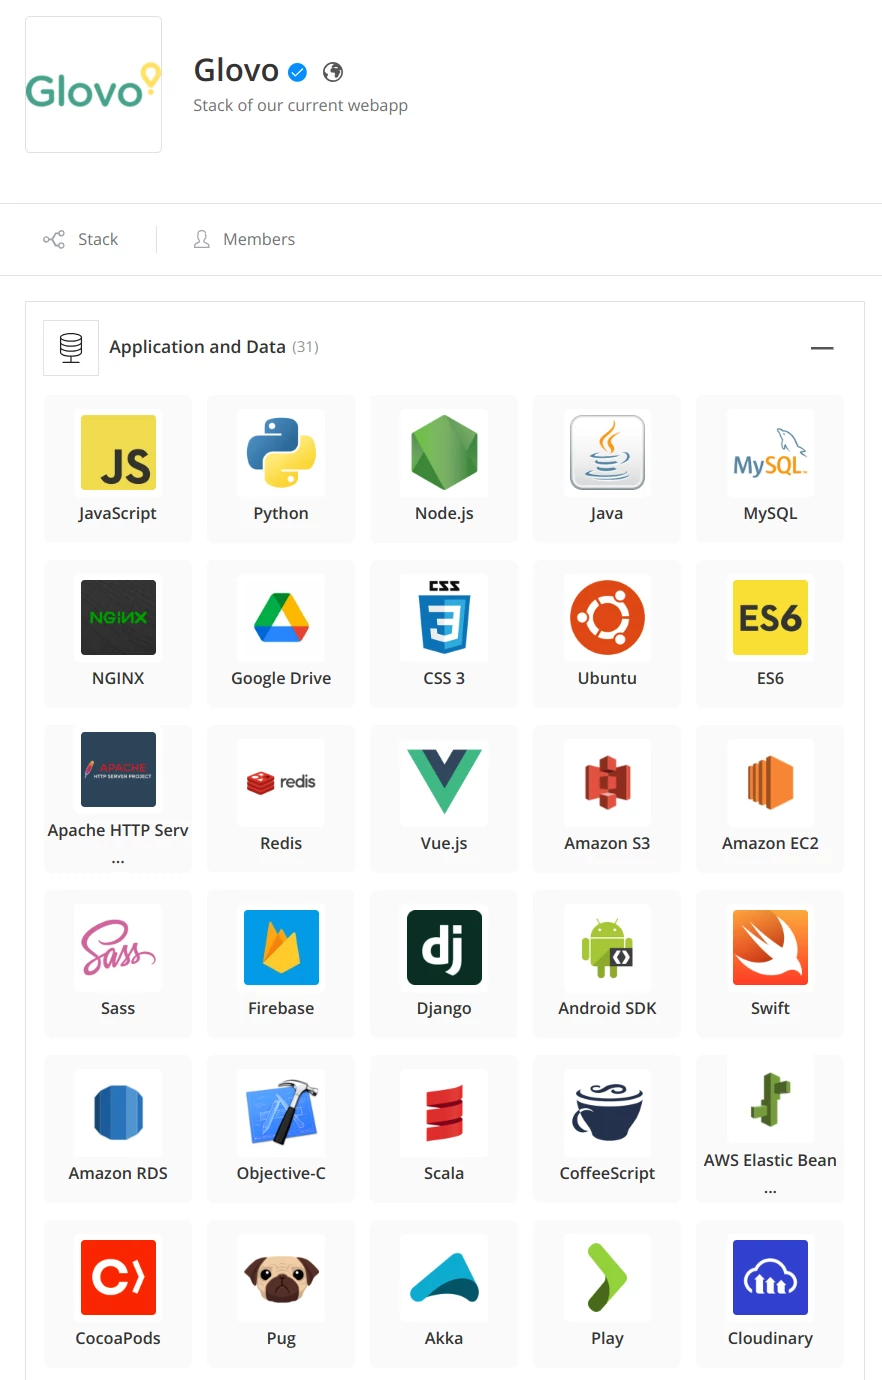 Glovo
Glovo
Stack of our current webapp
Stack
Members
Application and Data (31)
JS
JavaScript
Python
Node.js
Java
MySQL
MySQL
NGINX
NGINX
Google Drive
CSS
3
CSS 3
Ubuntu
ES6
ES6
APACHE
HTTP SERVER PROJECT
Apache HTTP Serv
...
redis
Redis
Vue.js
Amazon S3
Amazon EC2
Sass
Sass
Firebase
dj
Django
Android SDK
Swift
Amazon RDS
Objective-C
Scala
CoffeeScript
AWS Elastic Bean
...
C
CocoaPods
Pug
Akka
Play
Cloudinary